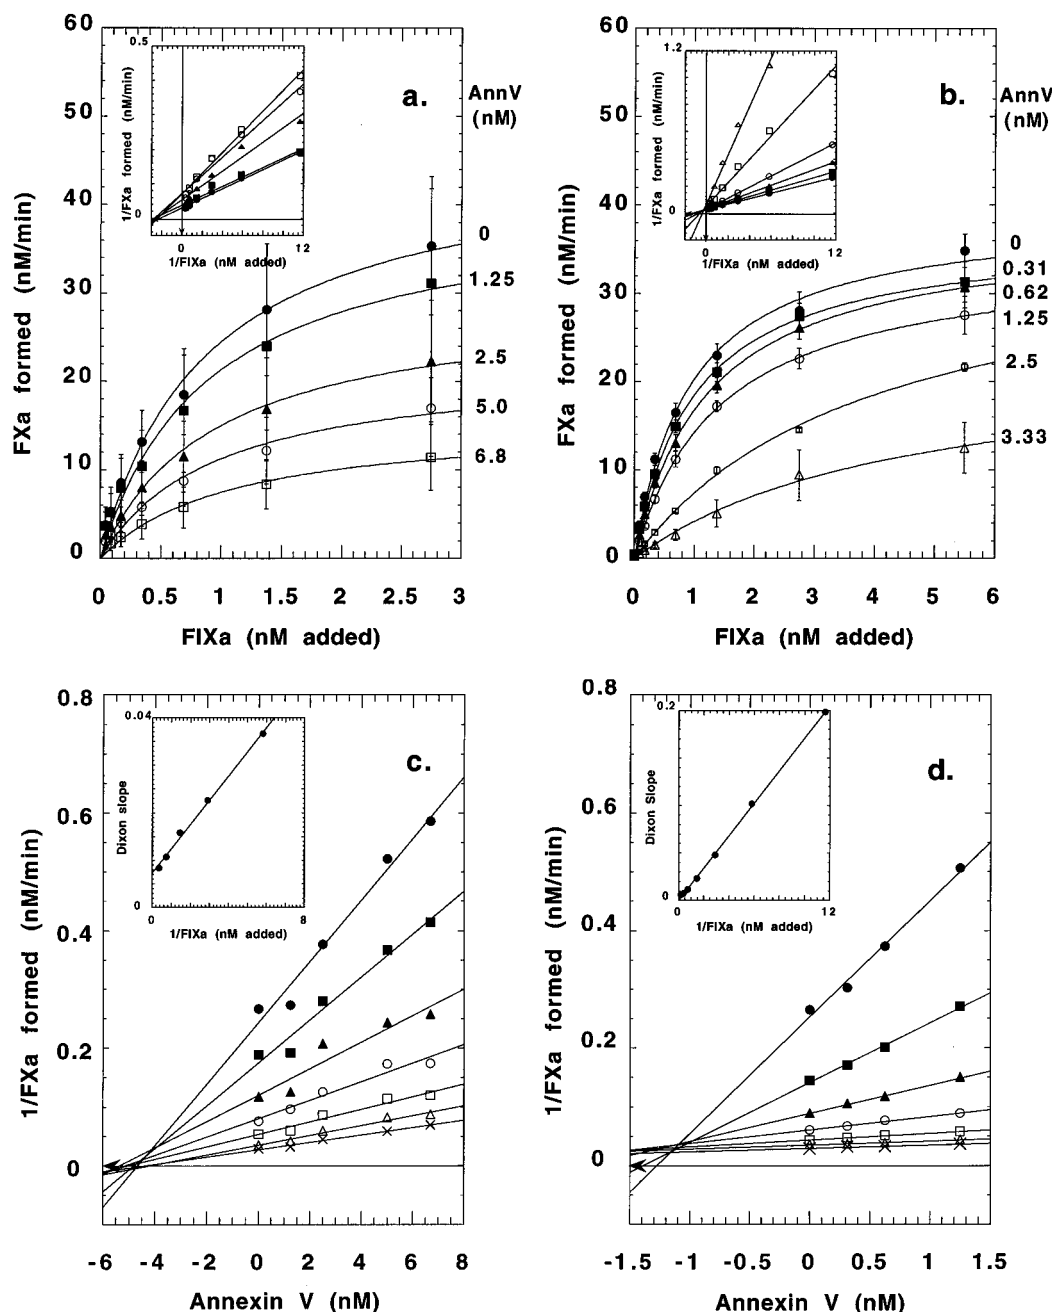 a.
FXa formed (nM/min)
60
50
40
30
20
10
0
0 0.5 1 1.5 2 2.5 3
FIXa (nM added)
AnnV
(nM)
0
1.25
2.5
5.0
6.8
1/FXa formed (nM/min)
0.5
0
0 12
1/FIXa (nM added)
b.
FXa formed (nM/min)
60
50
40
30
20
10
0
0 1 2 3 4 5 6
FIXa (nM added)
AnnV
(nM)
0
0.31
0.62
1.25
2.5
3.33
1/FXa formed (nM/min)
1.2
0
0 12
1/FIXa (nM added)
c.
1/FXa formed (nM/min)
0.8
0.6
0.4
0.2
0
-6 -4 -2 0 2 4 6 8
Annexin V (nM)
Dixon slope
0.04
0
0 8
1/FIXa (nM added)
d.
1/FXa formed (nM/min)
0.8
0.6
0.4
0.2
0
-1.5 -1 -0.5 0 0.5 1 1.5
Annexin V (nM)
Dixon Slope
0.2
0
0 12
1/FIXa (nM added)